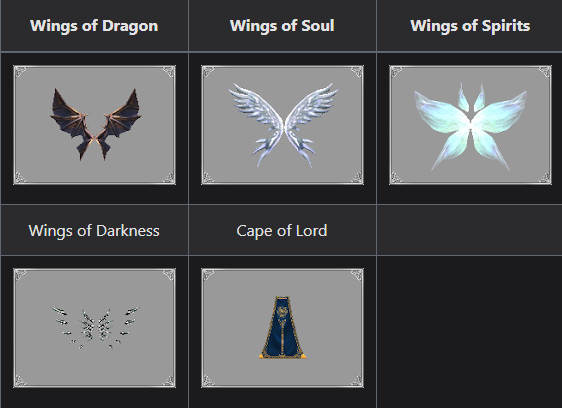 Wings of Dragon
Wings of Soul
Wings of Spirits
Wings of Darkness
Cape of Lord